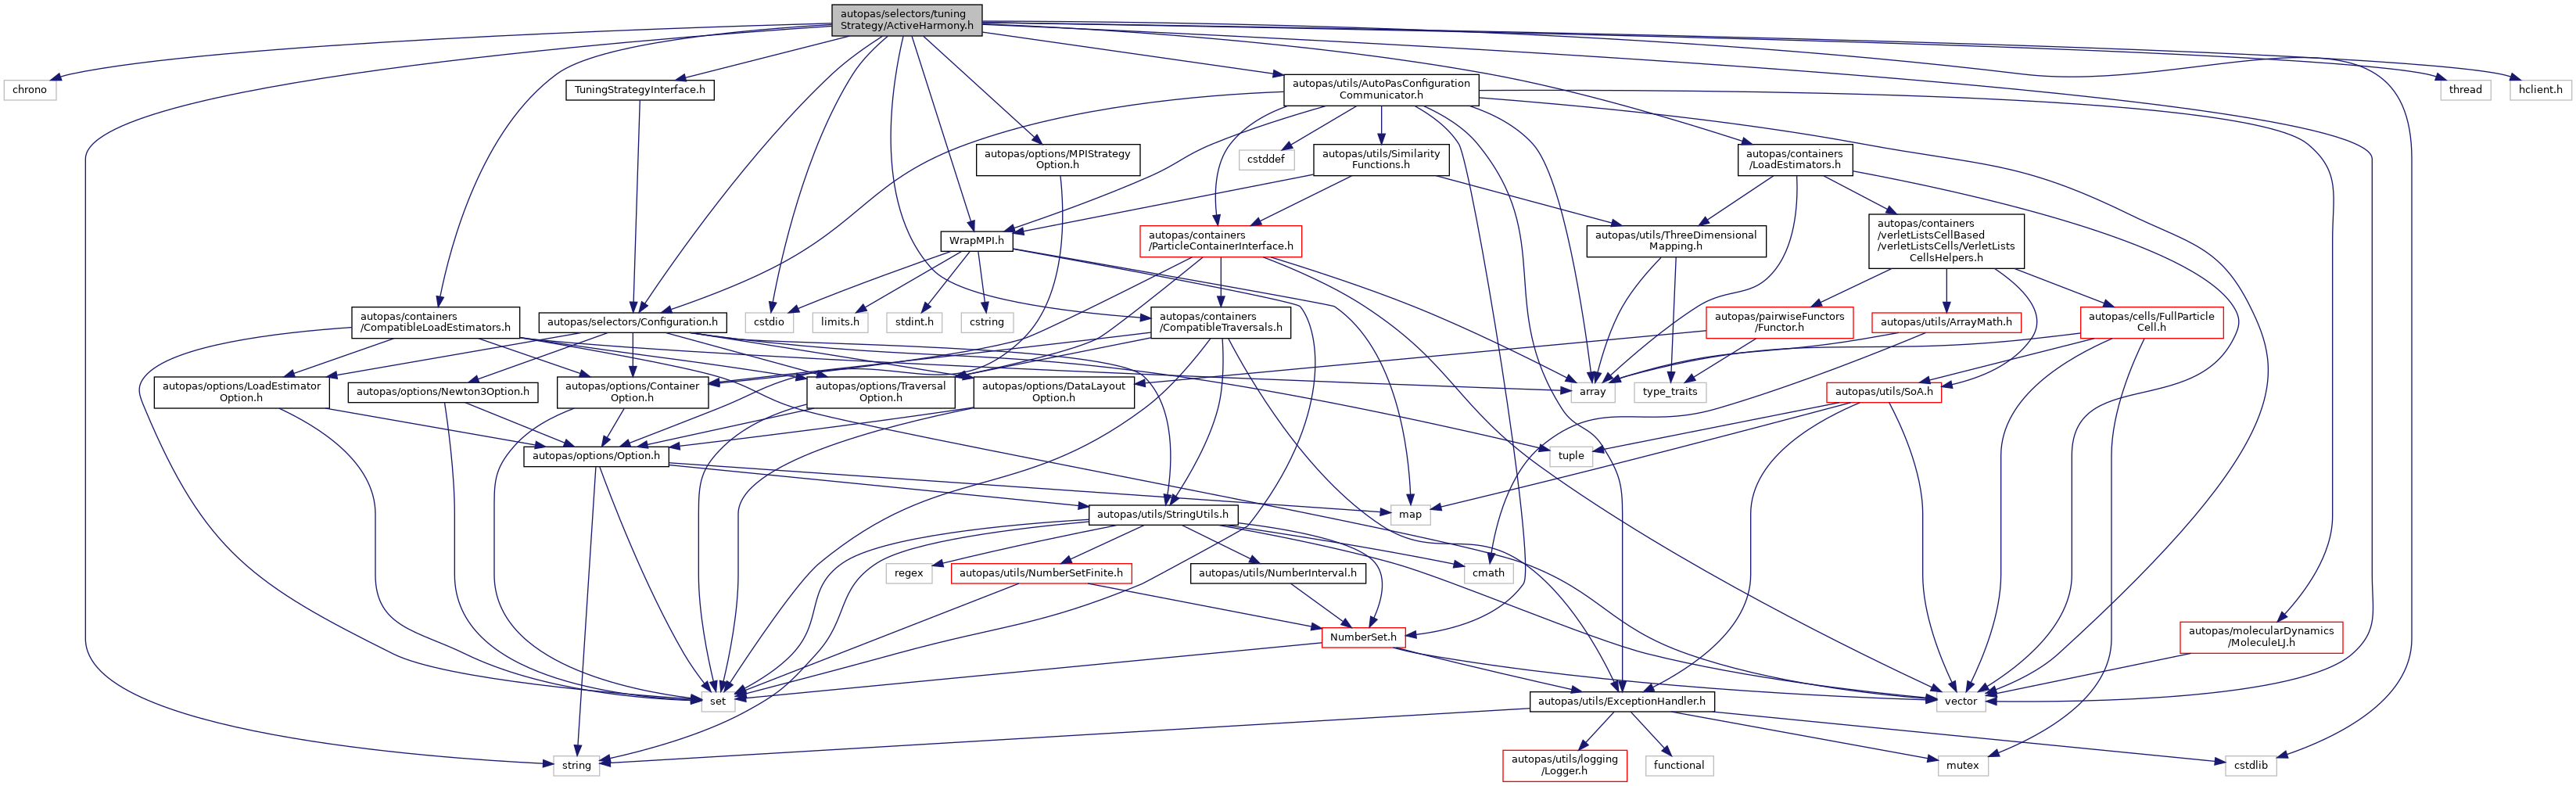 autopas/selectors/tuning
Strategy/ActiveHarmony.h
chrono
TuningStrategyInterface.h
autopas/utils/AutoPasConfiguration
Communicator.h
thread
hclient.h
autopas/options/MPIStrategy
Option.h
cstddef
autopas/utils/Similarity
Functions.h
autopas/containers
/LoadEstimators.h
WrapMPI.h
autopas/containers
/ParticleContainerInterface.h
autopas/utils/ThreeDimensional
Mapping.h
autopas/containers
/verletListsCellBased
/verletListsCells/VerletLists
CellsHelpers.h
autopas/containers
/CompatibleLoadEstimators.h
autopas/selectors/Configuration.h
cstdio
limits.h
stdint.h
cstring
autopas/containers
/CompatibleTraversals.h
autopas/pairwiseFunctors
/Functor.h
autopas/utils/ArrayMath.h
autopas/cells/FullParticle
Cell.h
autopas/options/LoadEstimator
Option.h
autopas/options/Newton3Option.h
autopas/options/Container
Option.h
autopas/options/Traversal
Option.h
autopas/options/DataLayout
Option.h
array
type_traits
autopas/utils/SoA.h
autopas/options/Option.h
tuple
autopas/utils/StringUtils.h
map
regex
autopas/utils/NumberSetFinite.h
autopas/utils/NumberInterval.h
cmath
NumberSet.h
autopas/molecularDynamics
/MoleculeLJ.h
set
autopas/utils/ExceptionHandler.h
vector
string
autopas/utils/logging
/Logger.h
functional
mutex
cstdlib